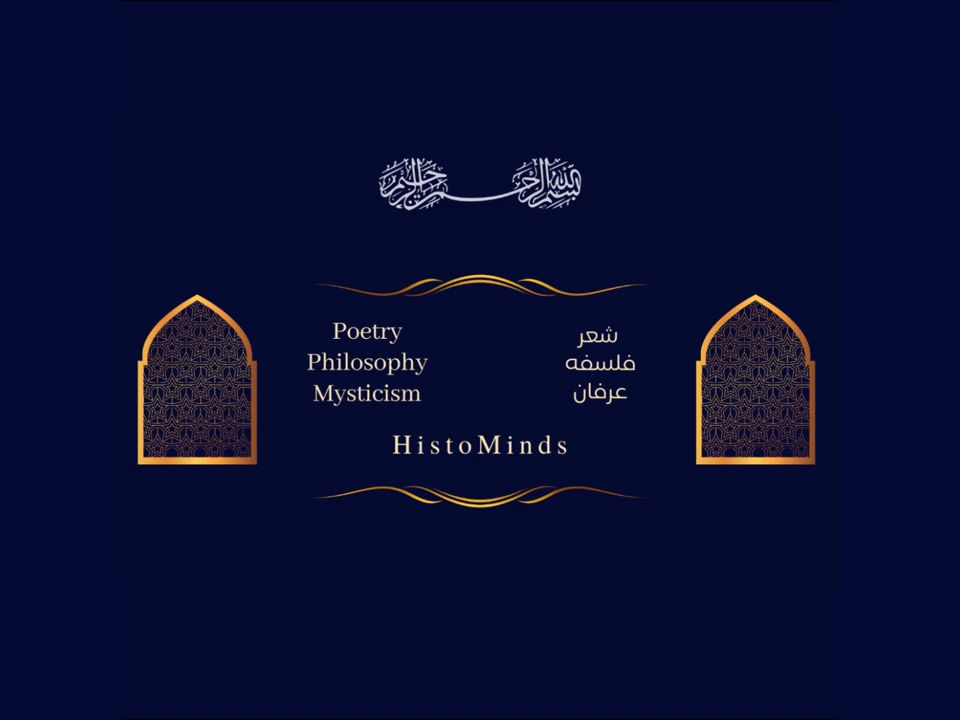 بسم الله الرحمن الرحيم
Poetry
Philosophy
Mysticism
شعر
فلسفه
عرفان
HistoMinds